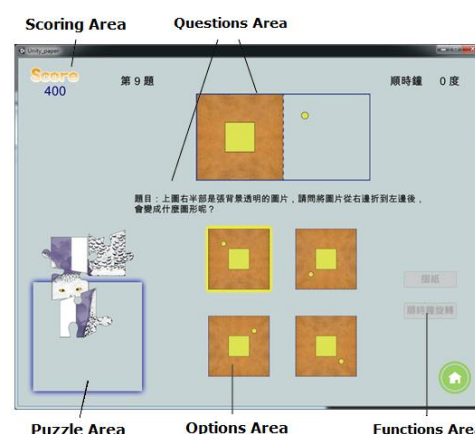 Scoring Area
Questions Area
Unity_paper
Score
400
第 9 題
順時鐘 0 度
題目：上圖右半部是張背景透明的圖片，請問將圖片從右邊折到左邊後，
會變成什麼圖形呢？
摺紙
順時鐘旋轉
Puzzle Area
Options Area
Functions Area